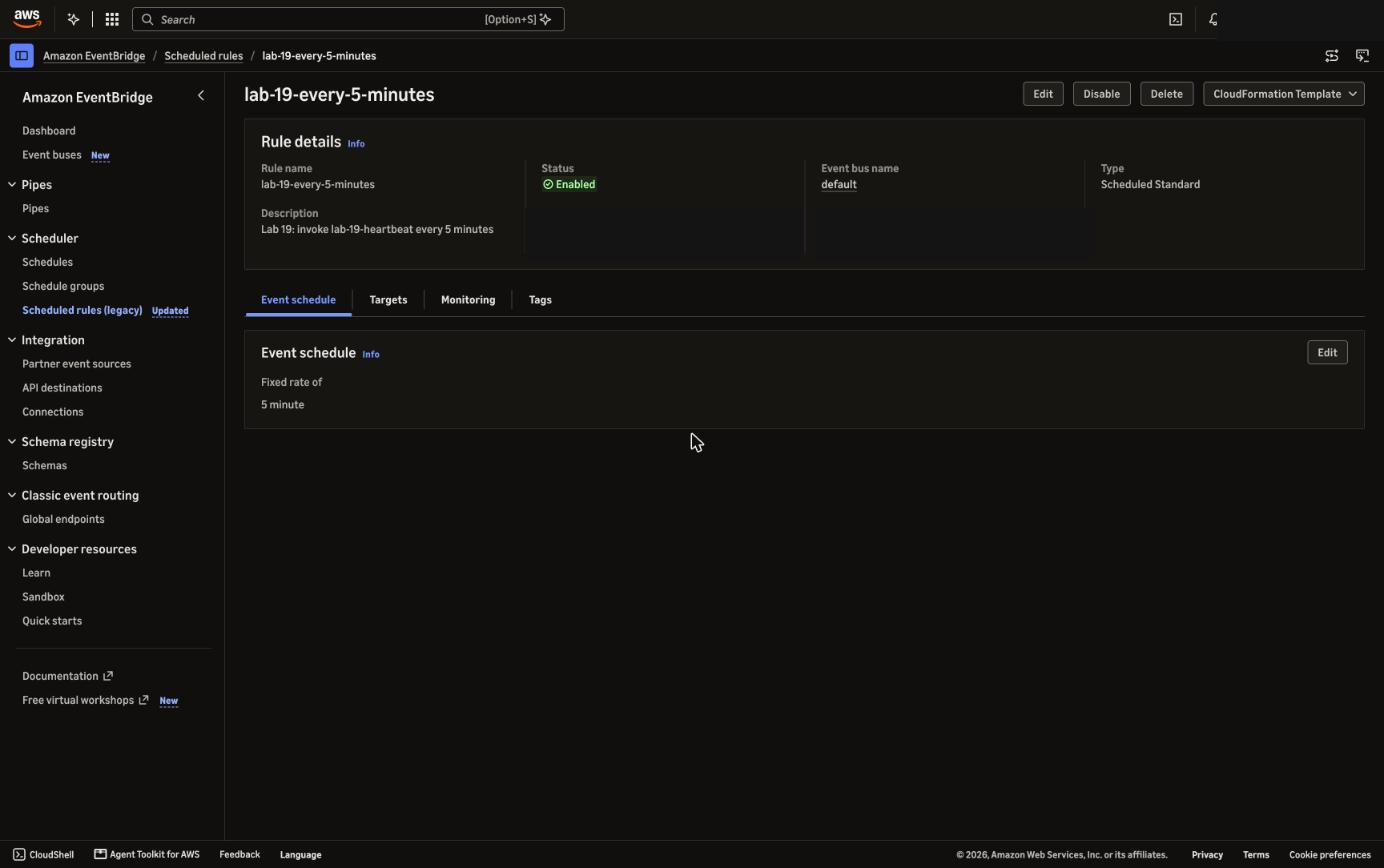 aws
Search [Option+S]
Amazon EventBridge / Scheduled rules / lab-19-every-5-minutes
Amazon EventBridge
Dashboard
Event buses New
Pipes
Pipes
Scheduler
Schedules
Schedule groups
Scheduled rules (legacy) Updated
Integration
Partner event sources
API destinations
Connections
Schema registry
Schemas
Classic event routing
Global endpoints
Developer resources
Learn
Sandbox
Quick starts
Documentation
Free virtual workshops New
lab-19-every-5-minutes
Edit Disable Delete CloudFormation Template
Rule details Info
Rule name
lab-19-every-5-minutes
Description
Lab 19: invoke lab-19-heartbeat every 5 minutes
Status
Enabled
Event bus name
default
Type
Scheduled Standard
Event schedule Targets Monitoring Tags
Event schedule Info Edit
Fixed rate of
5 minute
CloudShell Agent Toolkit for AWS Feedback Language © 2026, Amazon Web Services, Inc. or its affiliates. Privacy Terms Cookie preferences